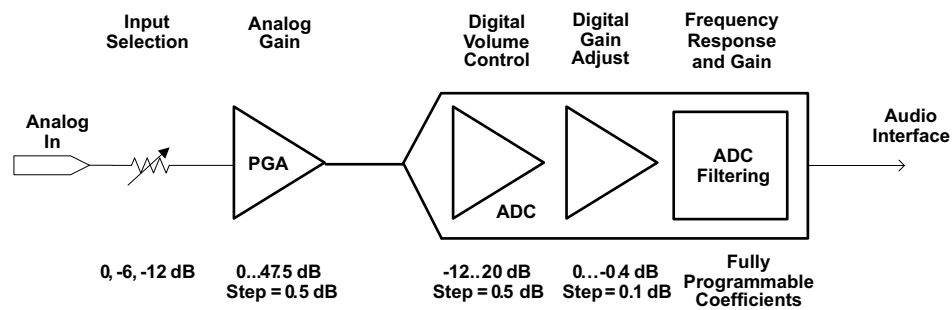 Input
Selection
Analog
Gain
Digital
Volume
Control
Digital
Gain
Adjust
Frequency
Response
and Gain
Analog
In
PGA
ADC
ADC
Filtering
Audio
Interface
0, -6, -12 dB
0...47.5 dB
Step = 0.5 dB
-12...20 dB
Step = 0.5 dB
0...-0.4 dB
Step = 0.1 dB
Fully
Programmable
Coefficients